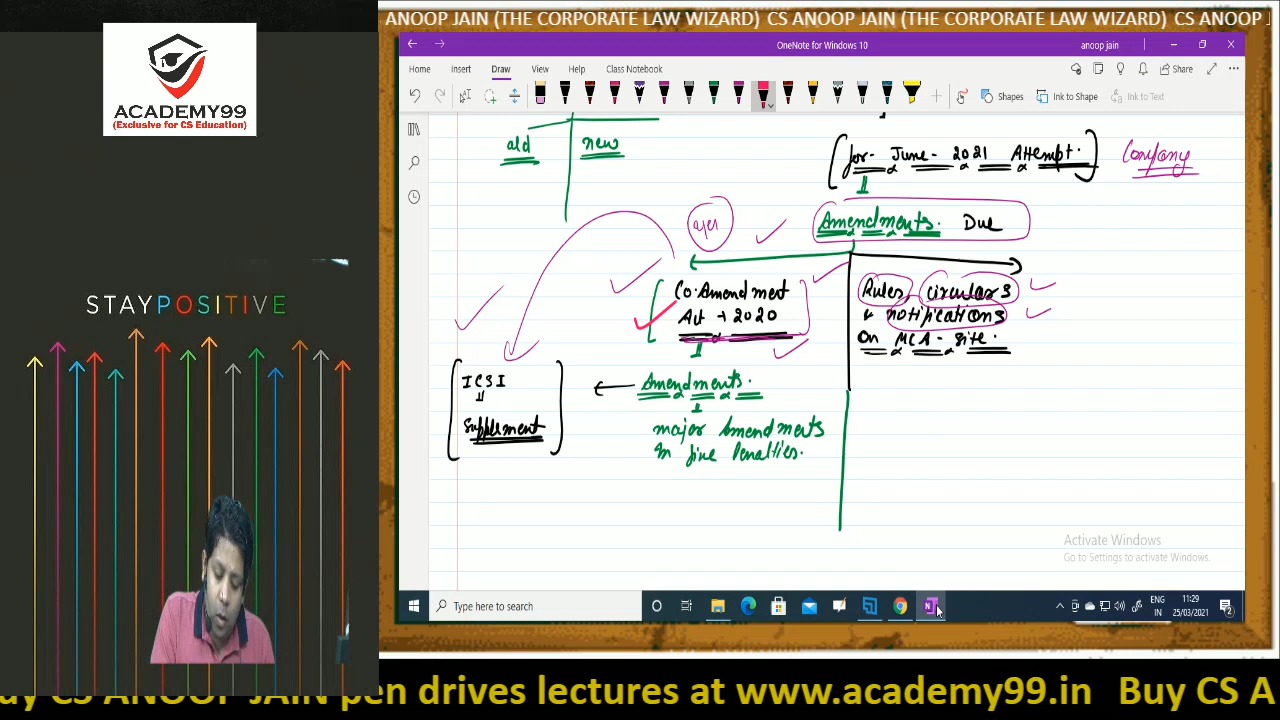 ANOOP JAIN (THE CORPORATE LAW WIZARD) CS ANOOP JAIN (THE CORPORATE LAW WIZARD) CS ANOOP
ACADEMY99
(Exclusive for CS Education)
OneNote for Windows 10
anoop jain
Home Insert Draw View Help Class Notebook
Share
Shapes
Ink to Shape
Ink to Text
old new
for June 2021 Attempt.
Company
Amendments. Due
Co. Amendment
Act → 2020
Rules circulars
& notifications
On MCA - site.
ICSI
Supplement
Amendments.
major Amendments
In fine Penalties.
STAYPOSITIVE
Activate Windows
Go to Settings to activate Windows.
Type here to search
ENG
IN
11:29
25/03/2021
2
uy CS ANOOP JAIN pen drives lectures at www.academy99.in Buy CS A